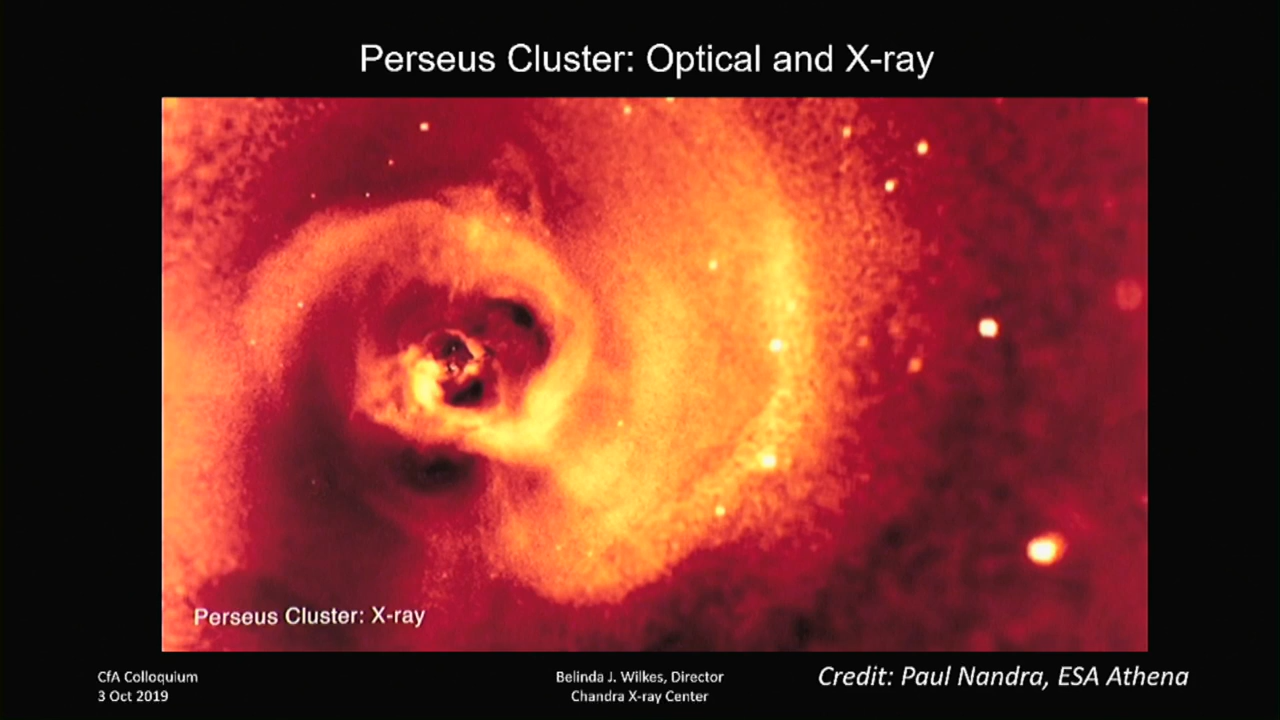 Perseus Cluster: Optical and X-ray
Perseus Cluster: X-ray
CfA Colloquium
3 Oct 2019
Belinda J. Wilkes, Director
Chandra X-ray Center
Credit: Paul Nandra, ESA Athena